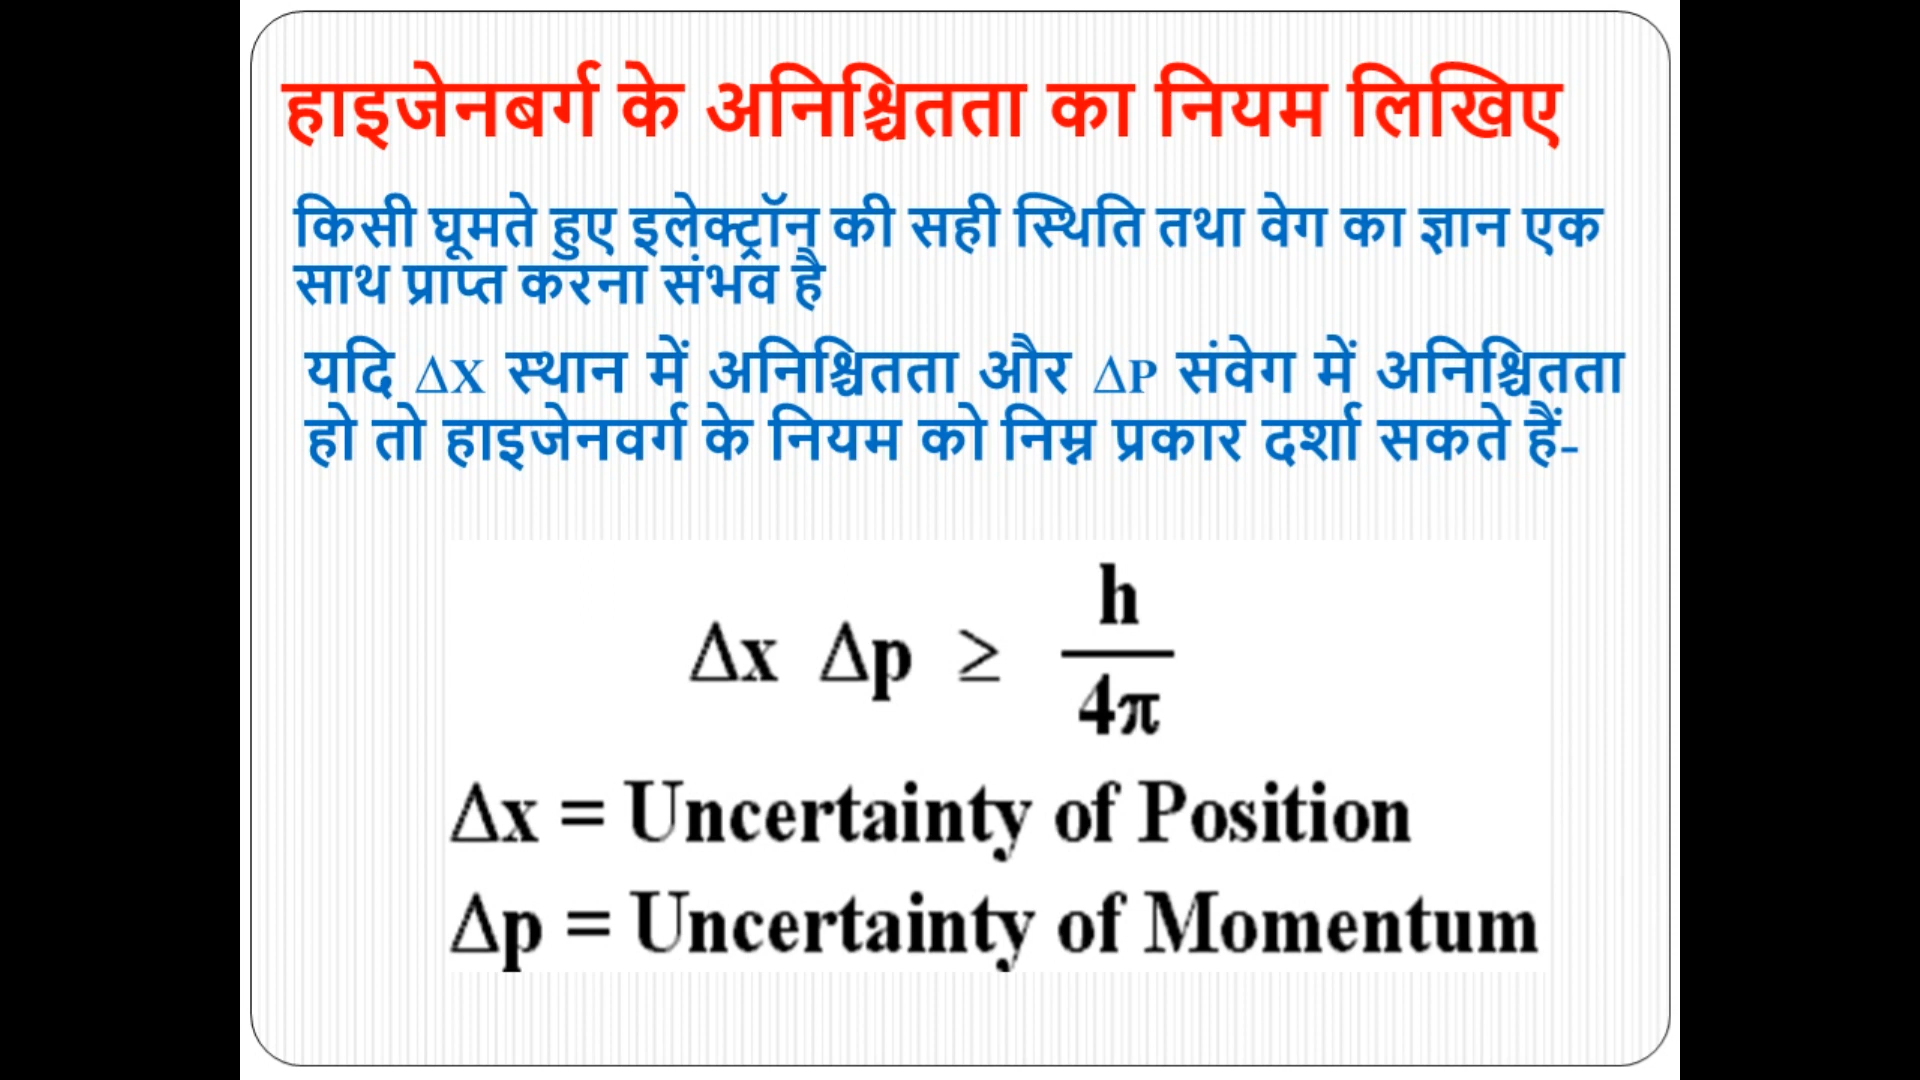 हाइजेनबर्ग के अनिश्चितता का नियम लिखिए
किसी घूमते हुए इलेक्ट्रॉन की सही स्थिति तथा वेग का ज्ञान एक
साथ प्राप्त करना संभव है
यदि ΔX स्थान में अनिश्चितता और ΔP संवेग में अनिश्चितता
हो तो हाइजेनवर्ग के नियम को निम्न प्रकार दर्शा सकते हैं-
Δx Δp ≥ h/4π
Δx = Uncertainty of Position
Δp = Uncertainty of Momentum